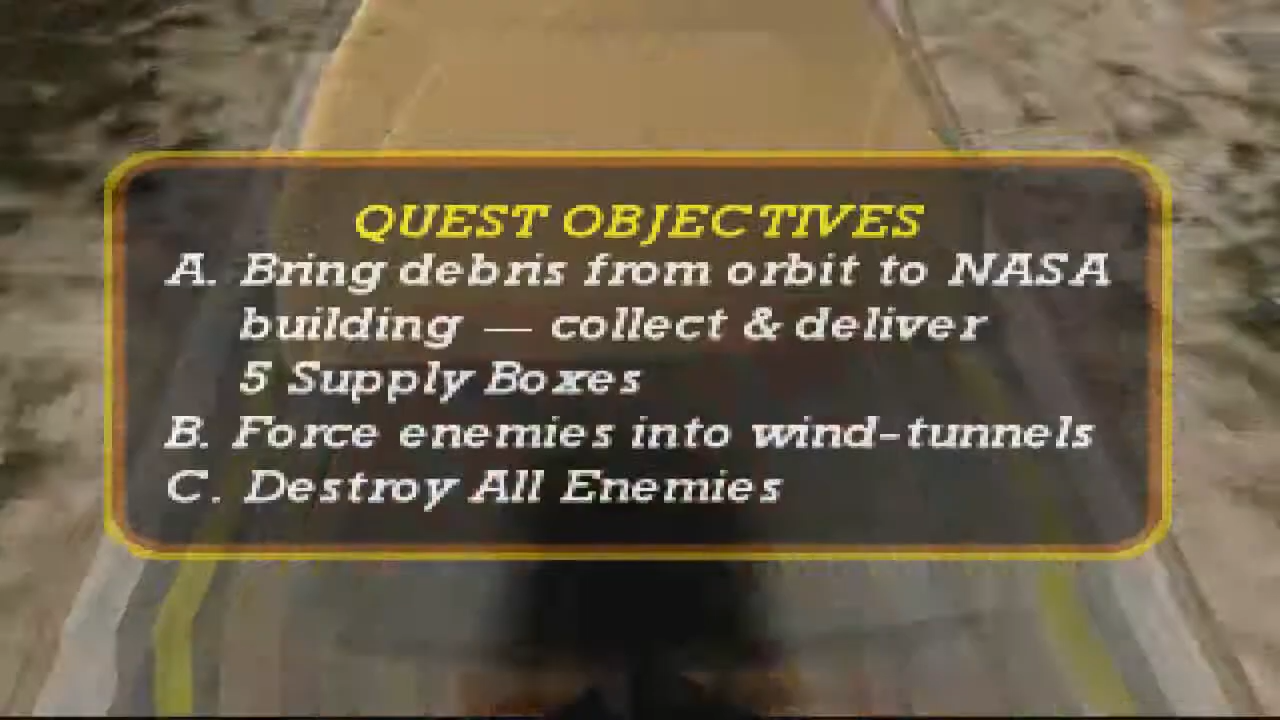 QUEST OBJECTIVES
A. Bring debris from orbit to NASA
building — collect & deliver
5 Supply Boxes
B. Force enemies into wind-tunnels
C. Destroy All Enemies